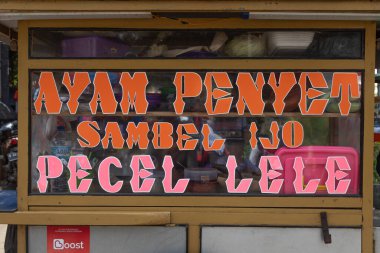 AYAM PENYET
SAMBEL IJO
PECEL LELE
Boost